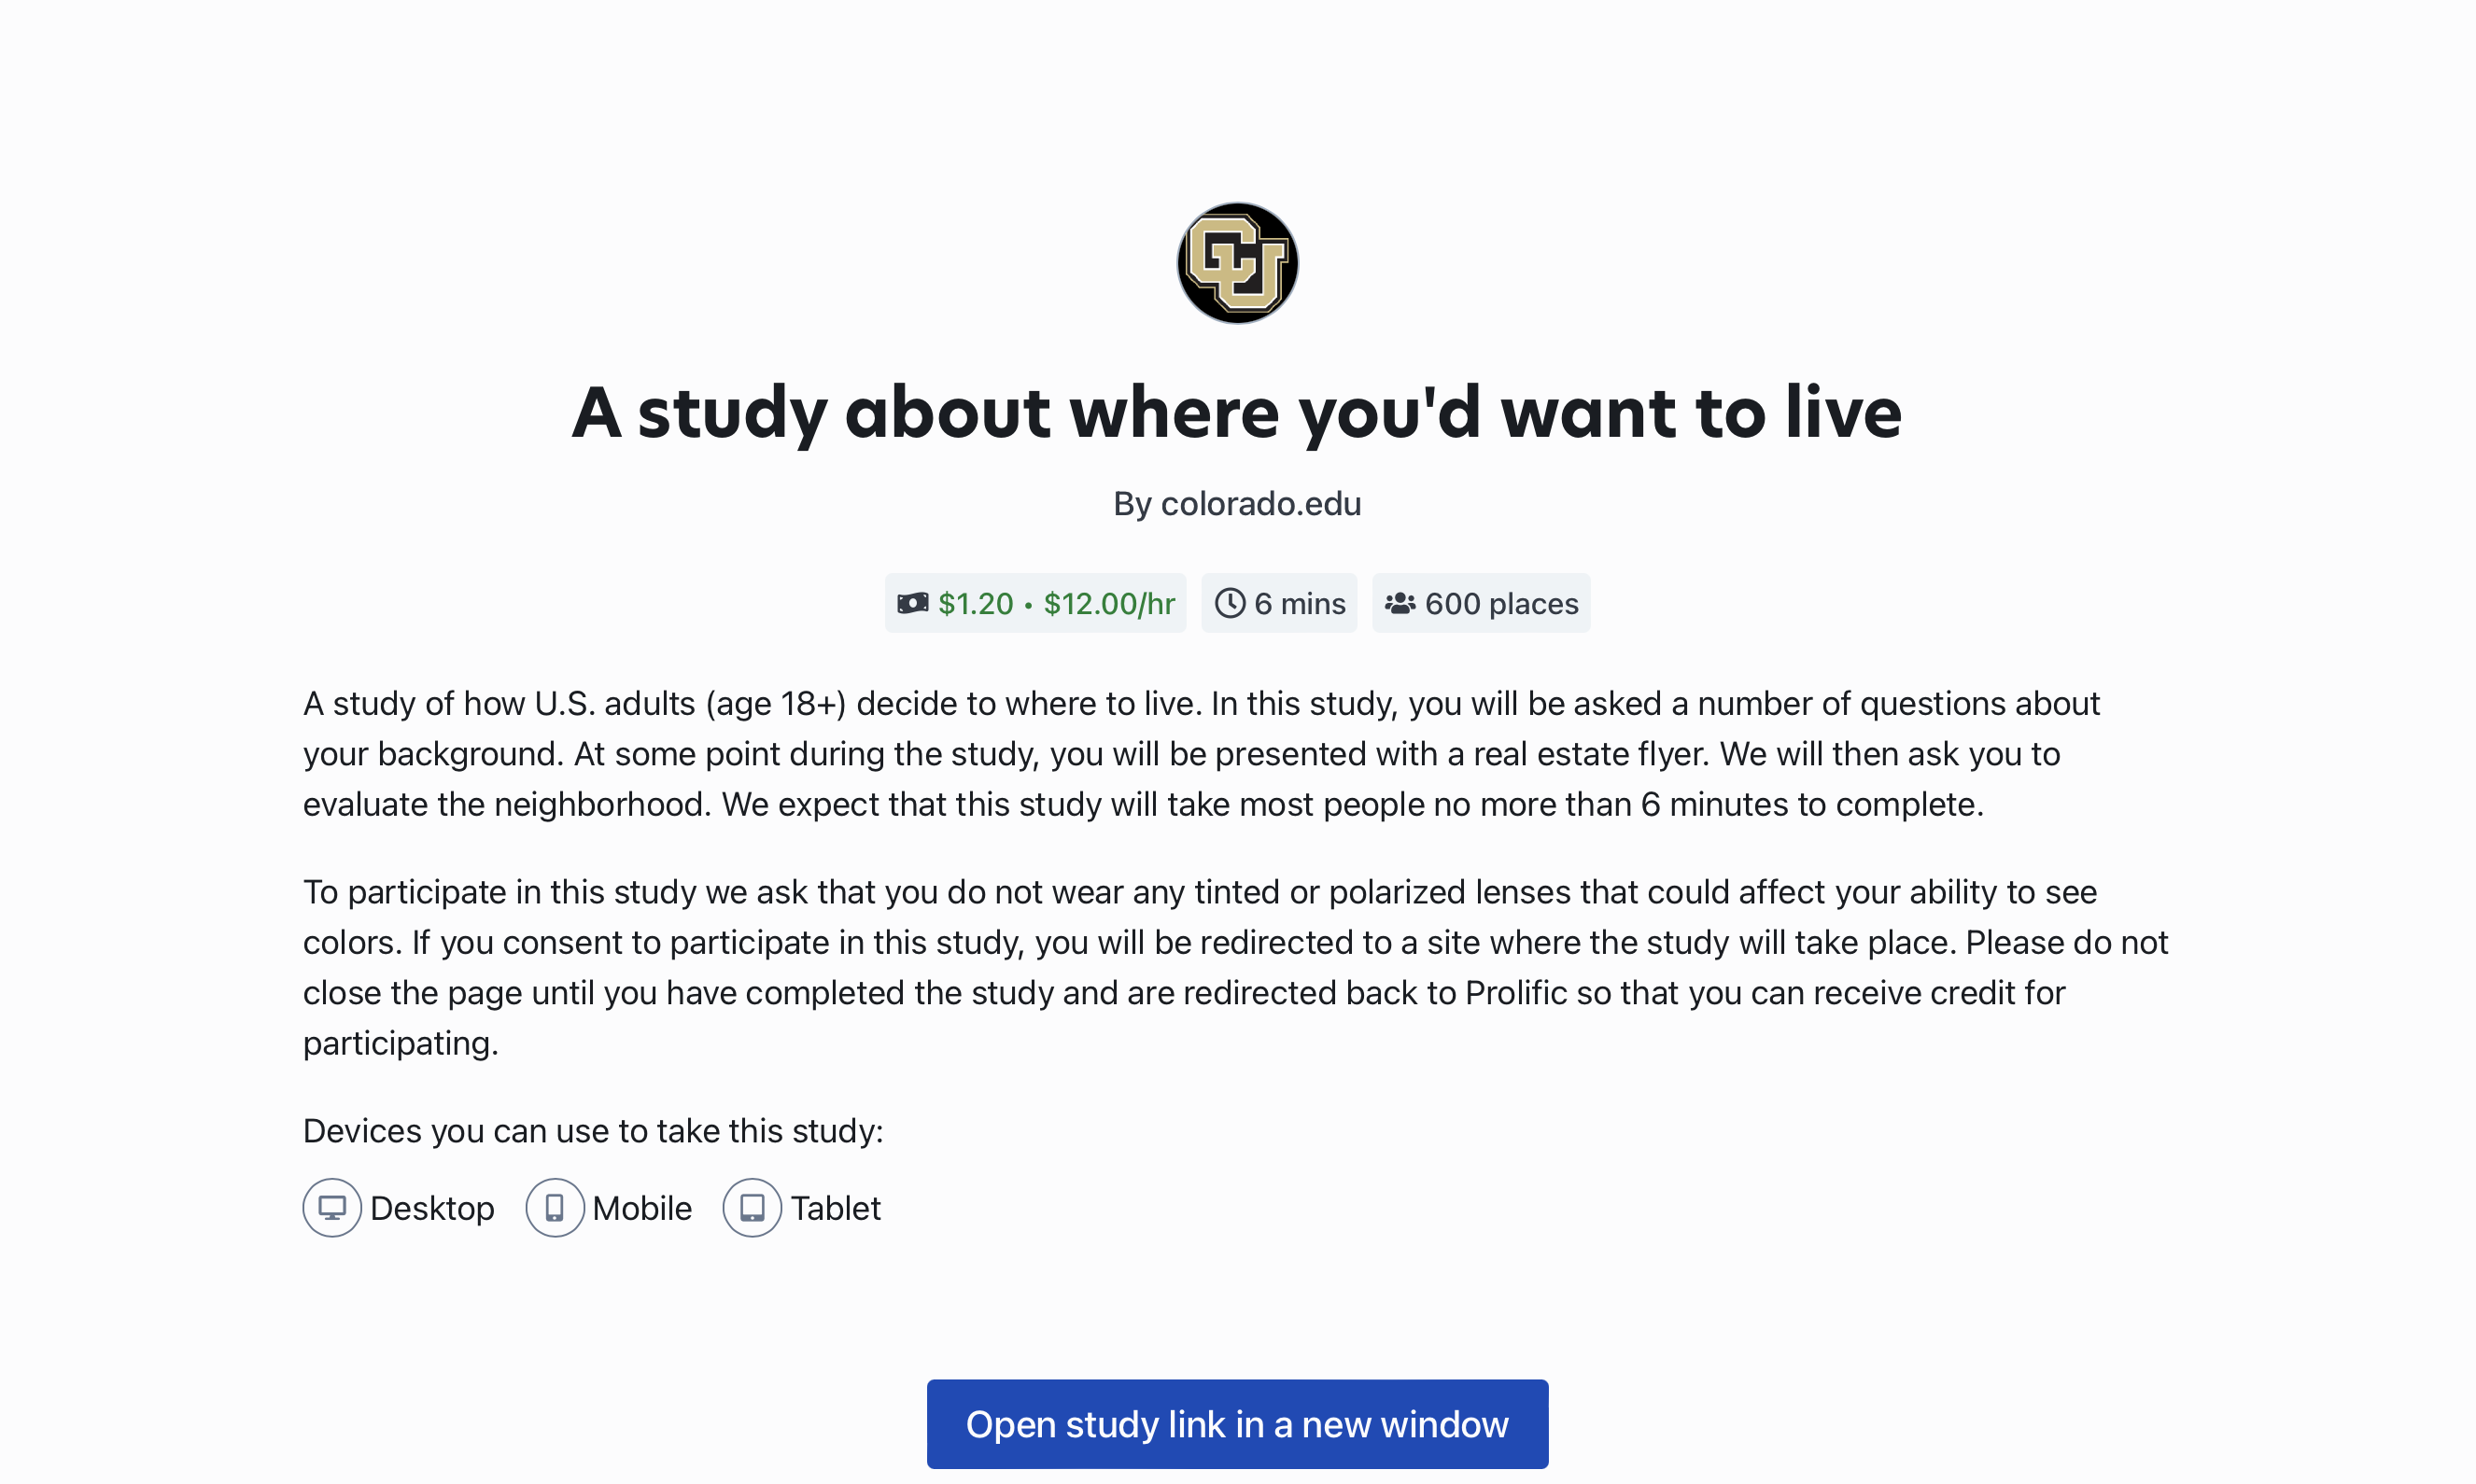 CU
A study about where you'd want to live
By colorado.edu
$1.20 • $12.00/hr
6 mins
600 places
A study of how U.S. adults (age 18+) decide to where to live. In this study, you will be asked a number of questions about
your background. At some point during the study, you will be presented with a real estate flyer. We will then ask you to
evaluate the neighborhood. We expect that this study will take most people no more than 6 minutes to complete.
To participate in this study we ask that you do not wear any tinted or polarized lenses that could affect your ability to see
colors. If you consent to participate in this study, you will be redirected to a site where the study will take place. Please do not
close the page until you have completed the study and are redirected back to Prolific so that you can receive credit for
participating.
Devices you can use to take this study:
Desktop Mobile Tablet
Open study link in a new window